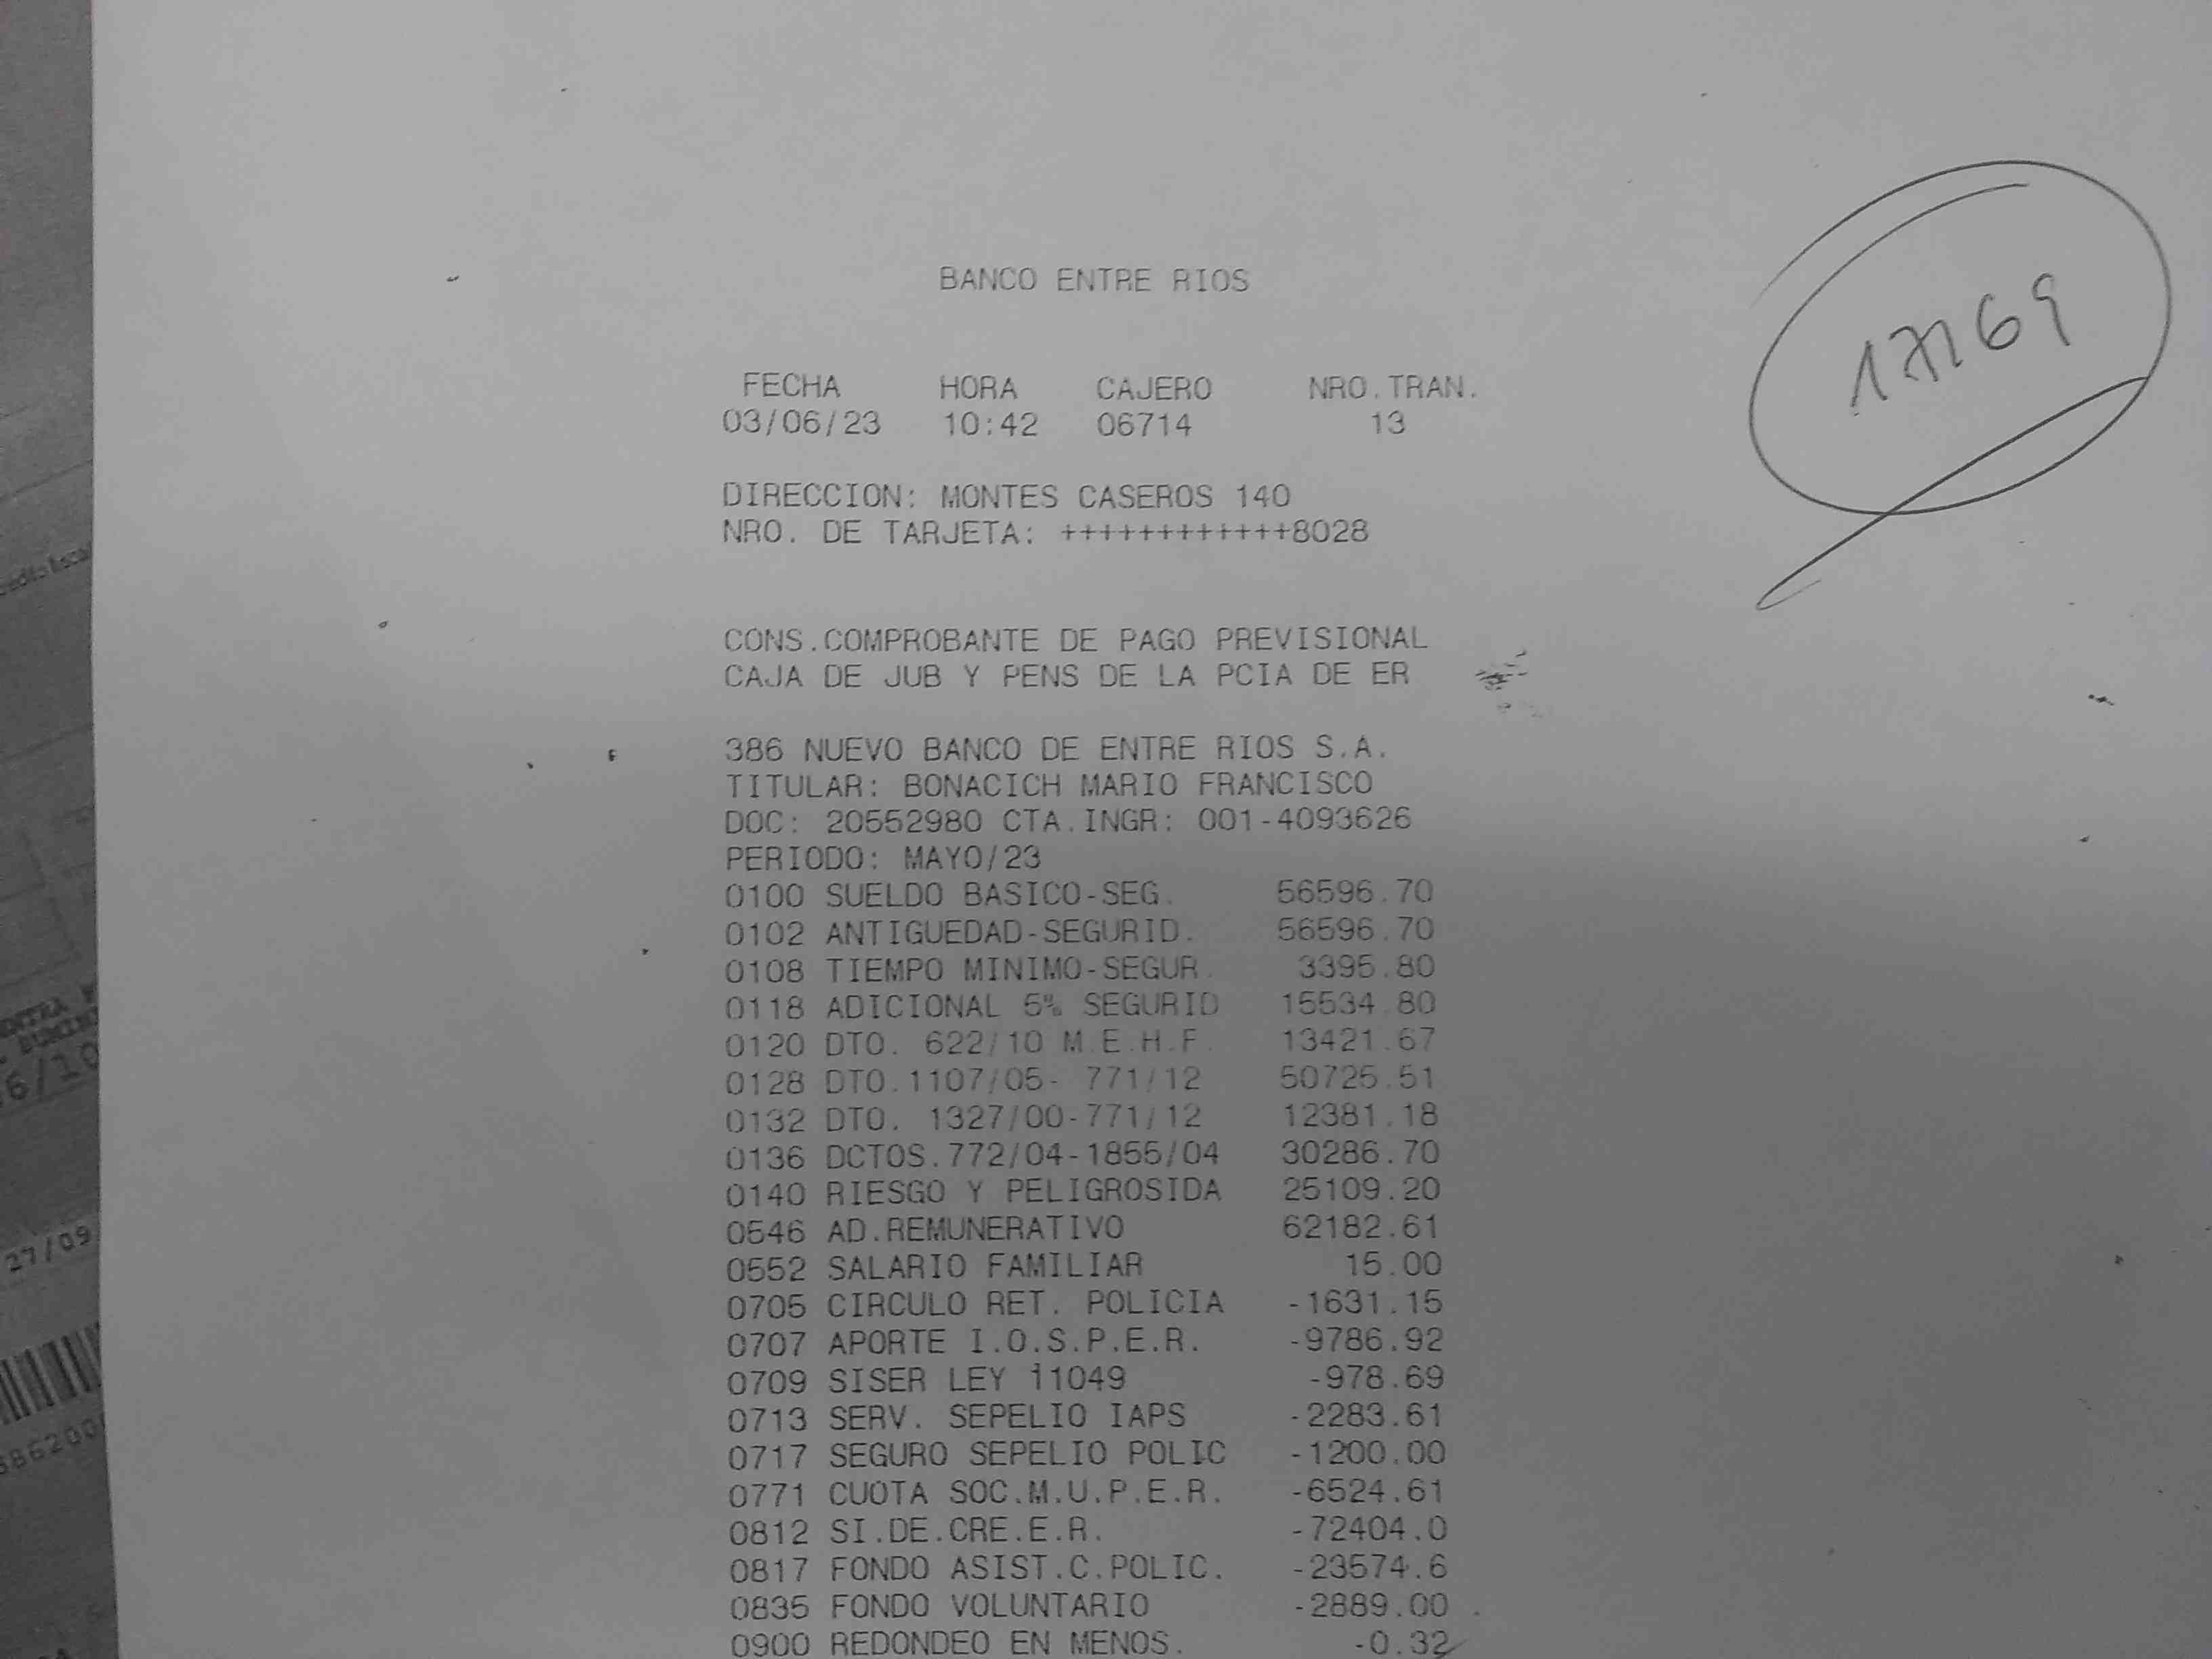 BANCO ENTRE RIOS
17169
FECHA HORA CAJERO NRO.TRAN.
03/06/23 10:42 06714 13
DIRECCION: MONTES CASEROS 140
NRO. DE TARJETA: ++++++++++++8028
CONS.COMPROBANTE DE PAGO PREVISIONAL
CAJA DE JUB Y PENS DE LA PCIA DE ER
386 NUEVO BANCO DE ENTRE RIOS S.A.
TITULAR: BONACICH MARIO FRANCISCO
DOC: 20552980 CTA.INGR: 001-4093626
PERIODO: MAYO/23
0100 SUELDO BASICO-SEG. 56596.70
0102 ANTIGUEDAD-SEGURID. 56596.70
0108 TIEMPO MINIMO-SEGUR. 3395.80
0118 ADICIONAL 5% SEGURID 15534.80
0120 DTO. 622/10 M.E.H.F. 13421.67
0128 DTO.1107/05- 771/12 50725.51
0132 DTO. 1327/00-771/12 12381.18
0136 DCTOS.772/04-1855/04 30286.70
0140 RIESGO Y PELIGROSIDA 25109.20
0546 AD.REMUNERATIVO 62182.61
0552 SALARIO FAMILIAR 15.00
0705 CIRCULO RET. POLICIA -1631.15
0707 APORTE I.O.S.P.E.R. -9786.92
0709 SISER LEY 11049 -978.69
0713 SERV. SEPELIO IAPS -2283.61
0717 SEGURO SEPELIO POLIC -1200.00
0771 CUOTA SOC.M.U.P.E.R. -6524.61
0812 SI.DE.CRE.E.R. -72404.0
0817 FONDO ASIST.C.POLIC. -23574.6
0835 FONDO VOLUNTARIO -2889.00
0900 REDONDEO EN MENOS. -0.32
27/09